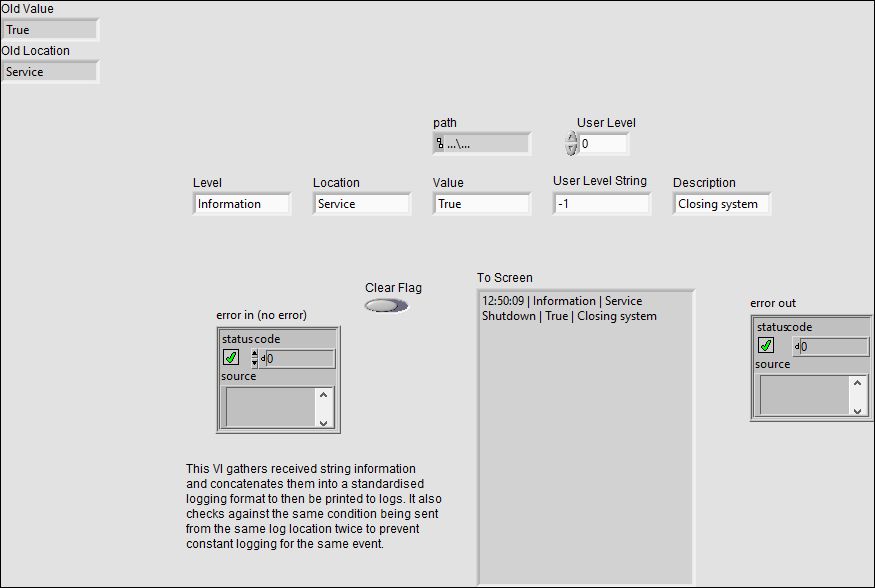 Old Value
True
Old Location
Service
path
...\...
User Level
0
Level
Information
Location
Service
Value
True
User Level String
-1
Description
Closing system
Clear Flag
To Screen
12:50:09 | Information | Service
Shutdown | True | Closing system
error in (no error)
status code
d0
source
error out
status code
d0
source
This VI gathers received string information
and concatenates them into a standardised
logging format to then be printed to logs. It also
checks against the same condition being sent
from the same log location twice to prevent
constant logging for the same event.